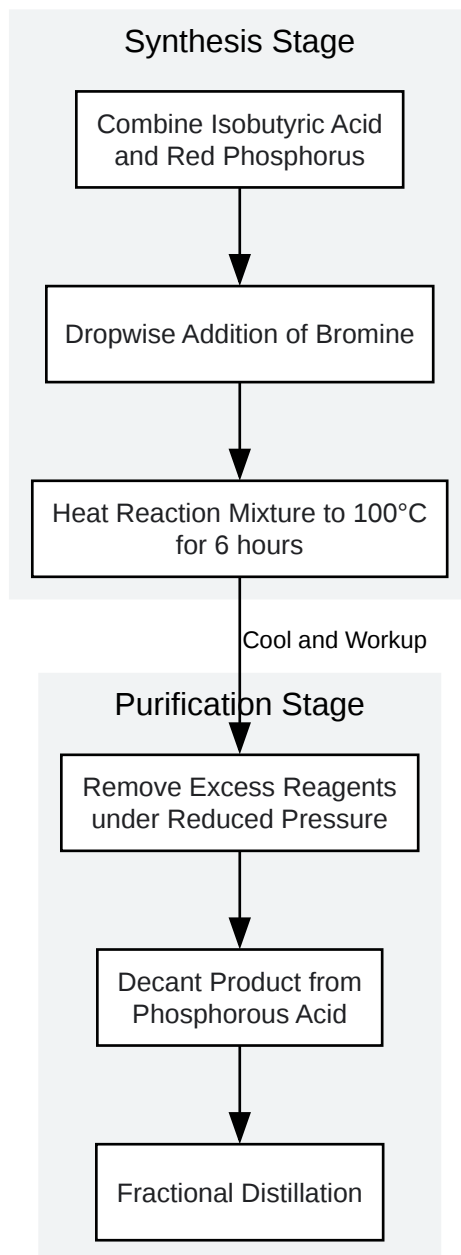 Synthesis Stage
Combine Isobutyric Acid
and Red Phosphorus
Dropwise Addition of Bromine
Heat Reaction Mixture to 100°C
for 6 hours
Cool and Workup
Purification Stage
Remove Excess Reagents
under Reduced Pressure
Decant Product from
Phosphorous Acid
Fractional Distillation